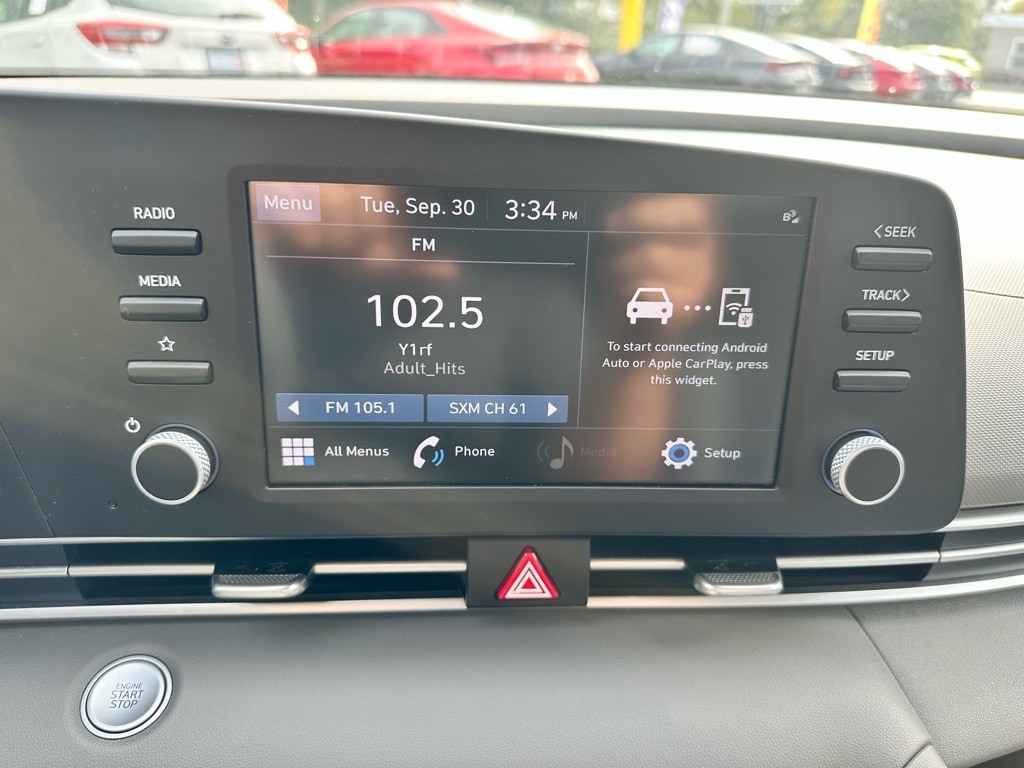 RADIO
MEDIA
Menu
Tue, Sep. 30
3:34 PM
B
FM
102.5
Y1rf
Adult_Hits
FM 105.1
SXM CH 61
To start connecting Android
Auto or Apple CarPlay, press
this widget.
All Menus
Phone
Media
Setup
<SEEK
TRACK>
SETUP
ENGINE
START
STOP